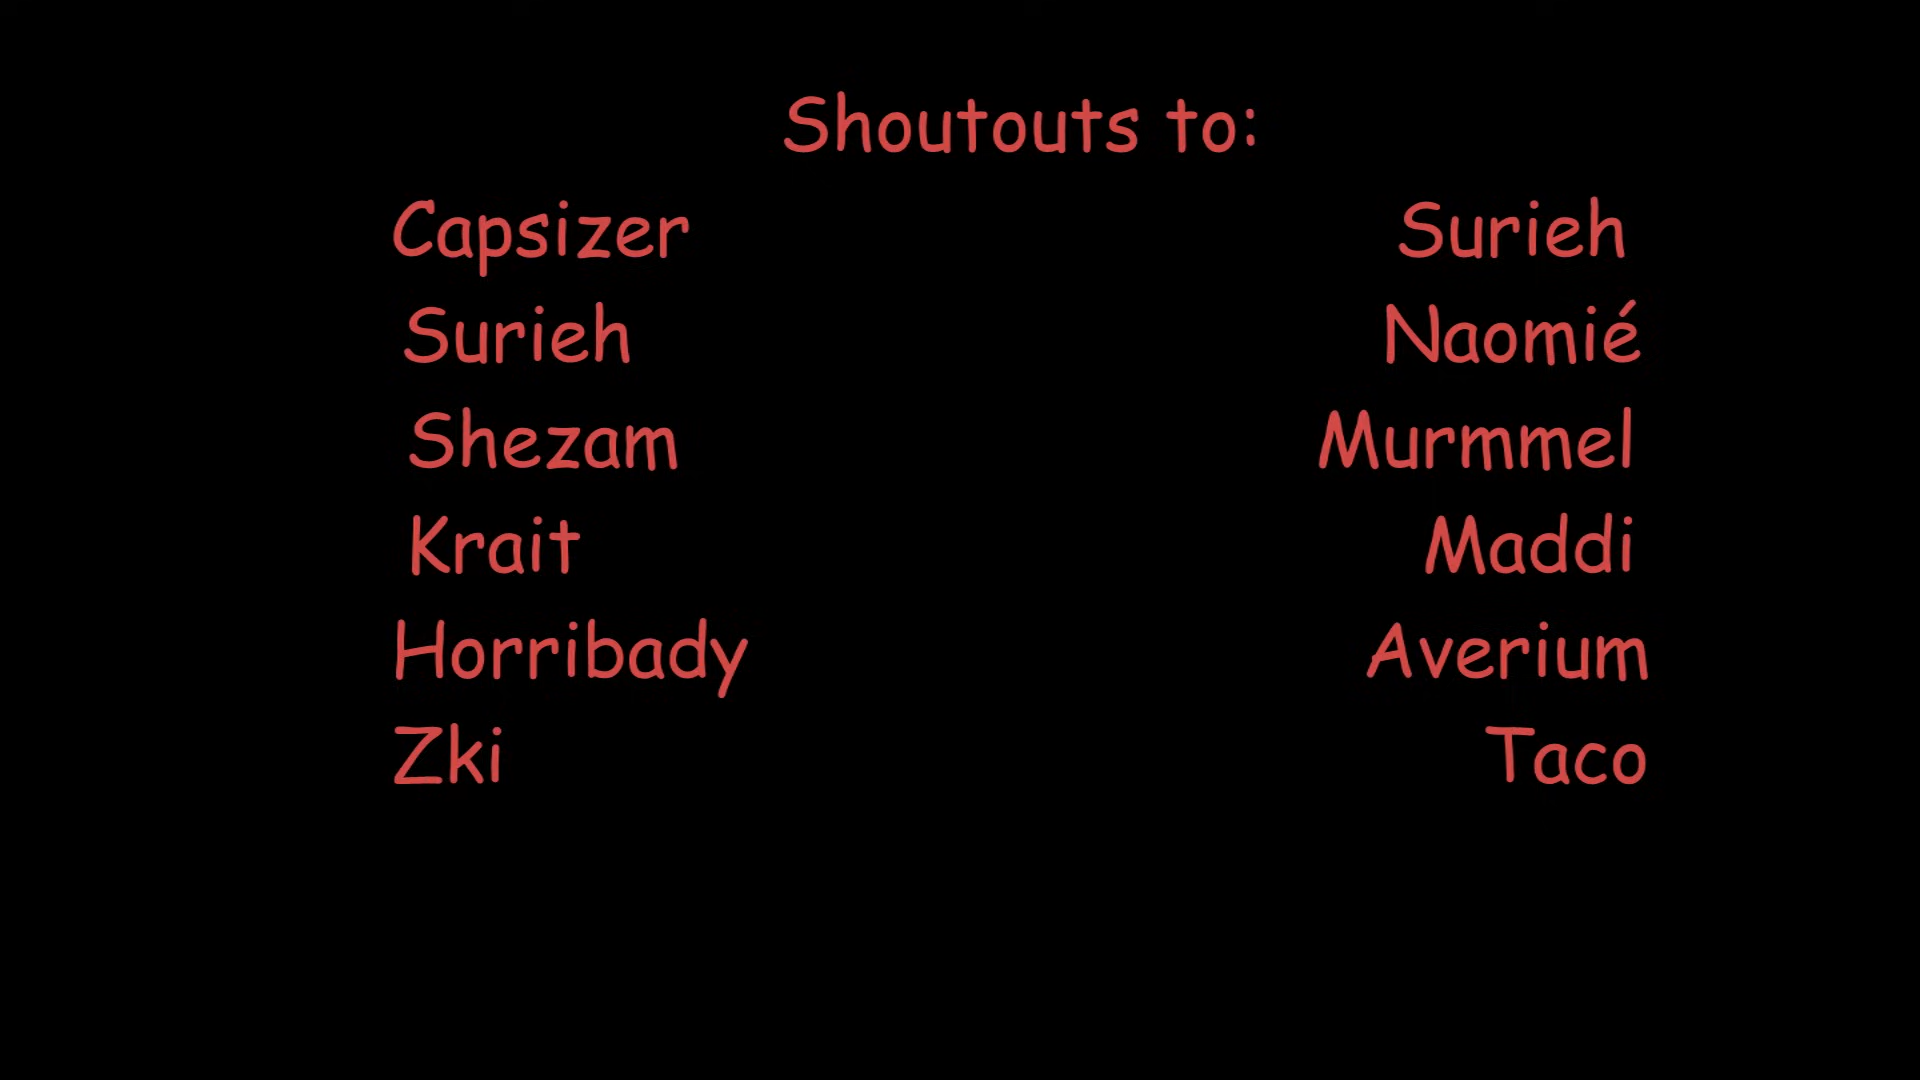 Shoutouts to:
Capsizer Surieh
Surieh Naomié
Shezam Murmmel
Krait Maddi
Horribady Averium
Zki Taco